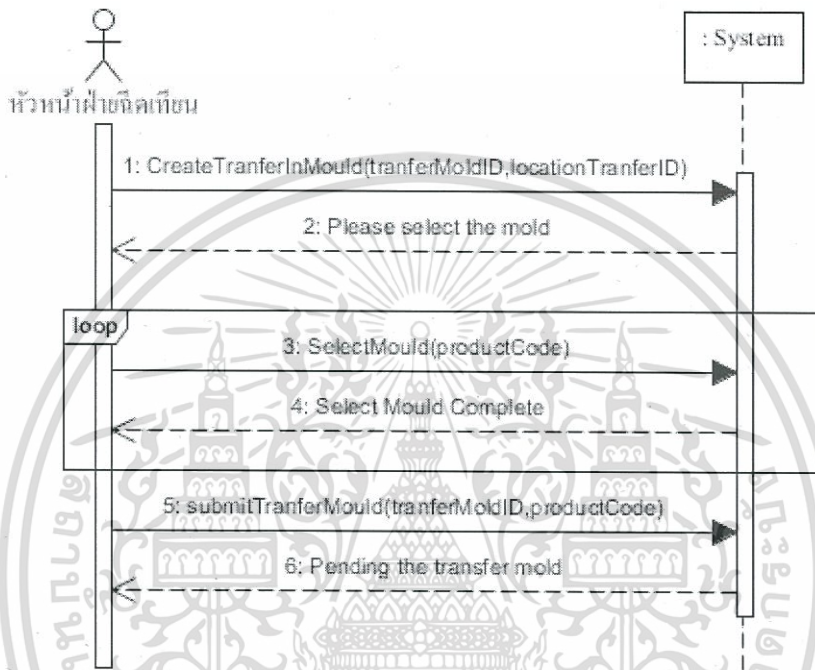 : System
หัวหน้าฝ่ายฉีดเทียน
1: CreateTranferInMould(tranferMoldID,locationTranferID)
2: Please select the mold
loop
3: SelectMould(productCode)
4: Select Mould Complete
5: submitTranferMould(tranferMoldID,productCode)
6: Pending the transfer mold